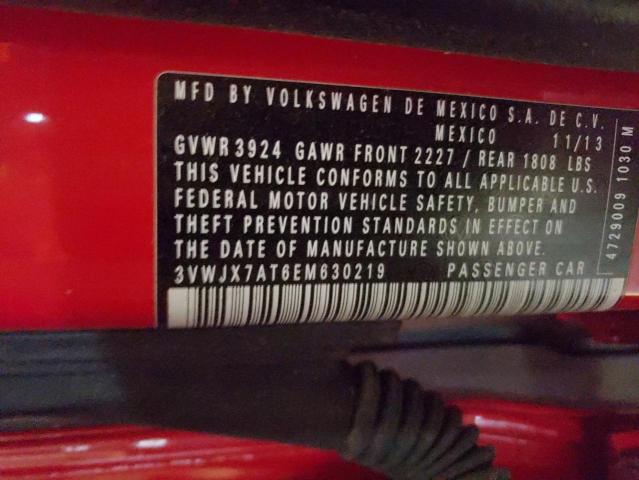 MFD BY VOLKSWAGEN DE MEXICO S.A. DE C.V.
MEXICO 11/13
GVWR 3924 GAWR FRONT 2227 / REAR 1808 LBS
THIS VEHICLE CONFORMS TO ALL APPLICABLE U.S.
FEDERAL MOTOR VEHICLE SAFETY, BUMPER AND
THEFT PREVENTION STANDARDS IN EFFECT ON
THE DATE OF MANUFACTURE SHOWN ABOVE.
3VWJX7AT6EM630219 PASSENGER CAR
4729009 1030 M